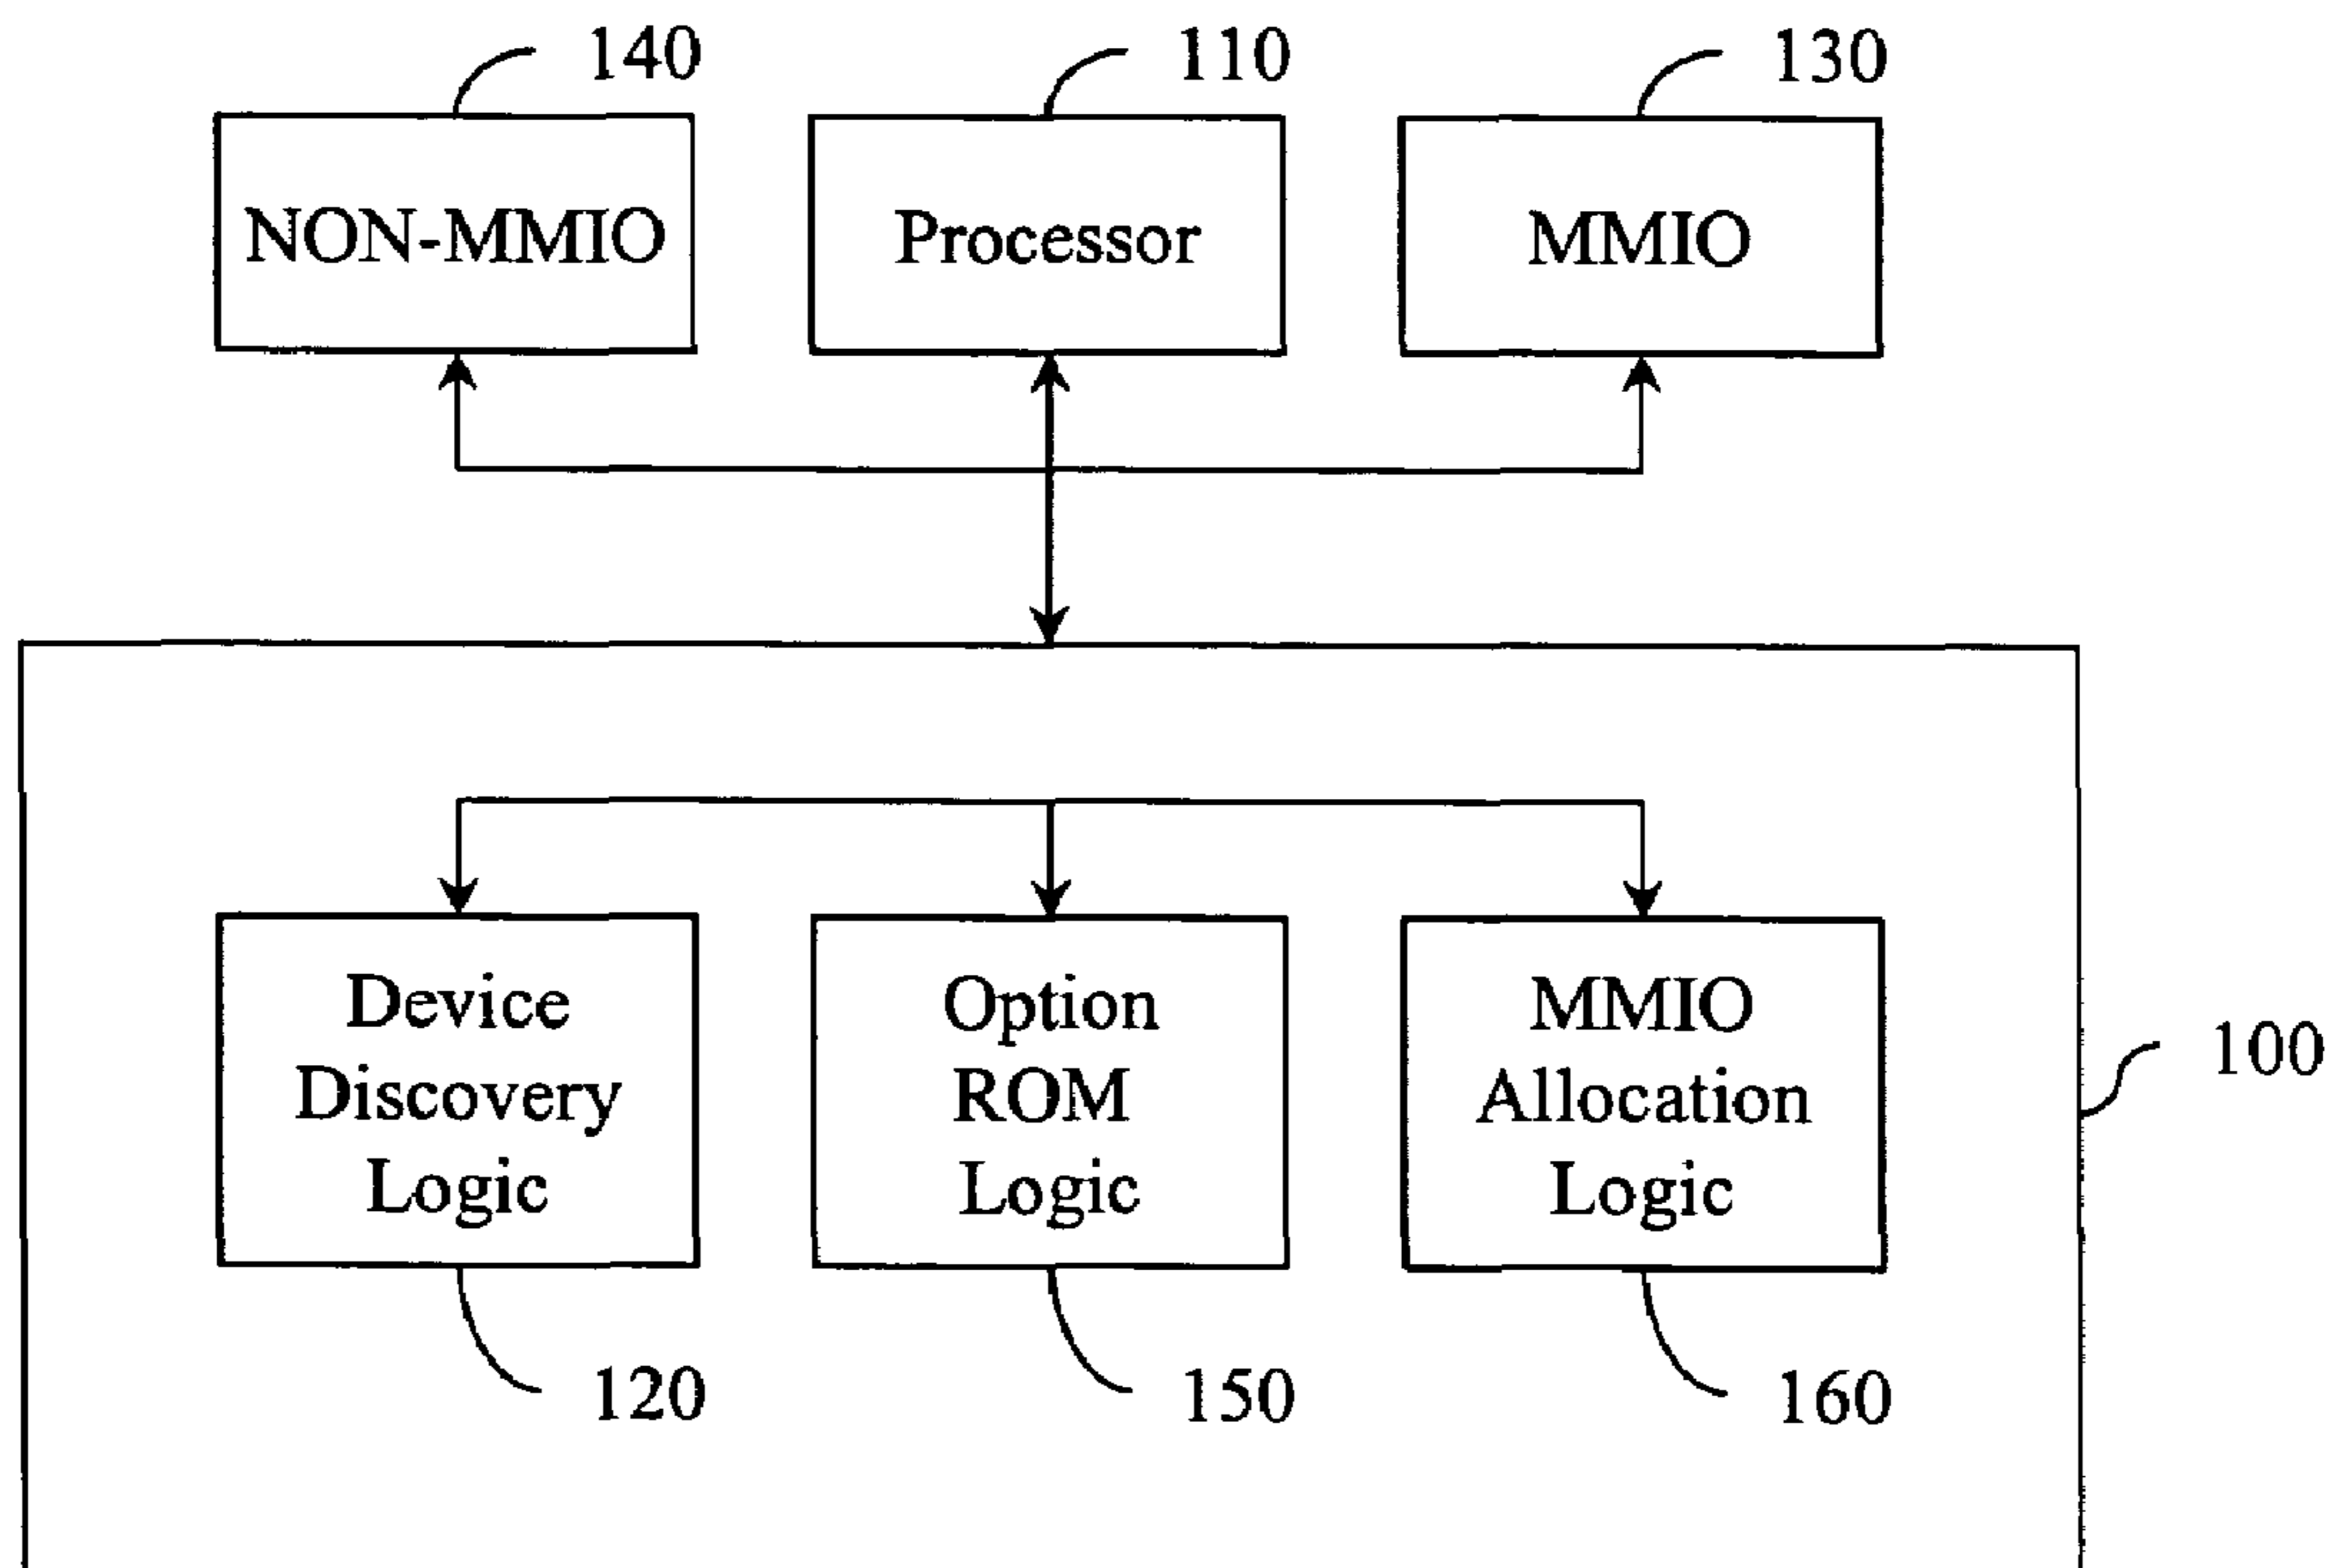 140
110
130
NON-MMIO
Processor
MMIO
Device
Discovery
Logic
Option
ROM
Logic
MMIO
Allocation
Logic
100
120
150
160